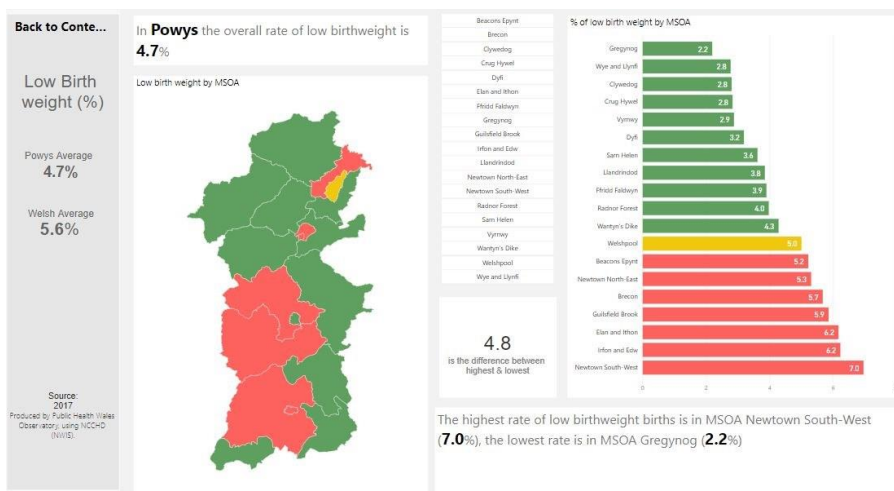 Back to Conte...
Low Birth
weight (%)
Powys Average
4.7%
Welsh Average
5.6%
Source:
2017
Produced by Public Health Wales
Observatory, using NCCHD
(NWIS).
In Powys the overall rate of low birthweight is
4.7%
Low birth weight by MSOA
Beacons Epynt
Brecon
Clywedog
Crug Hywel
Dyfi
Elan and Ithon
Ffridd Faldwyn
Gregynog
Guilsfield Brook
Irfon and Edw
Llandrindod
Newtown North-East
Newtown South-West
Radnor Forest
Sarn Helen
Vyrnwy
Wantyn's Dike
Welshpool
Wye and Llynfi
4.8
is the difference between
highest & lowest
% of low birth weight by MSOA
Gregynog 2.2
Wye and Llynfi 2.8
Clywedog 2.8
Crug Hywel 2.8
Vyrnwy 2.9
Dyfi 3.2
Sarn Helen 3.6
Llandrindod 3.8
Ffridd Faldwyn 3.9
Radnor Forest 4.0
Wantyn's Dike 4.3
Welshpool 5.0
Beacons Epynt 5.2
Newtown North-East 5.3
Brecon 5.7
Guilsfield Brook 5.9
Elan and Ithon 6.2
Irfon and Edw 6.2
Newtown South-West 7.0
0 2 4 6
The highest rate of low birthweight births is in MSOA Newtown South-West
(7.0%), the lowest rate is in MSOA Gregynog (2.2%)